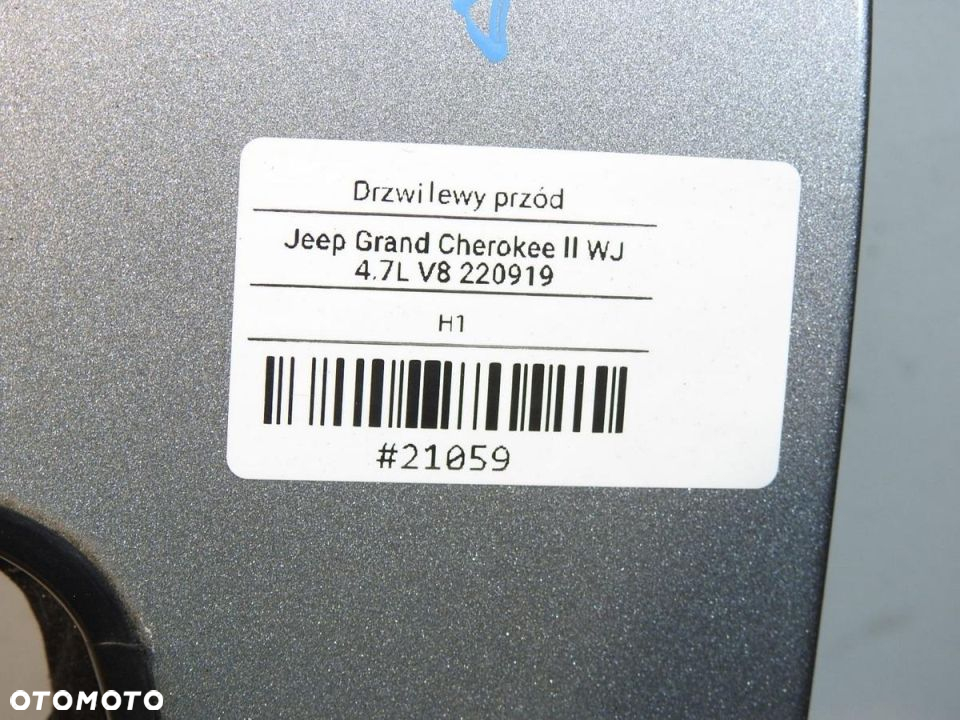 Drzwi lewy przód
Jeep Grand Cherokee II WJ
4.7L V8 220919
H1
#21059
OTOMOTO